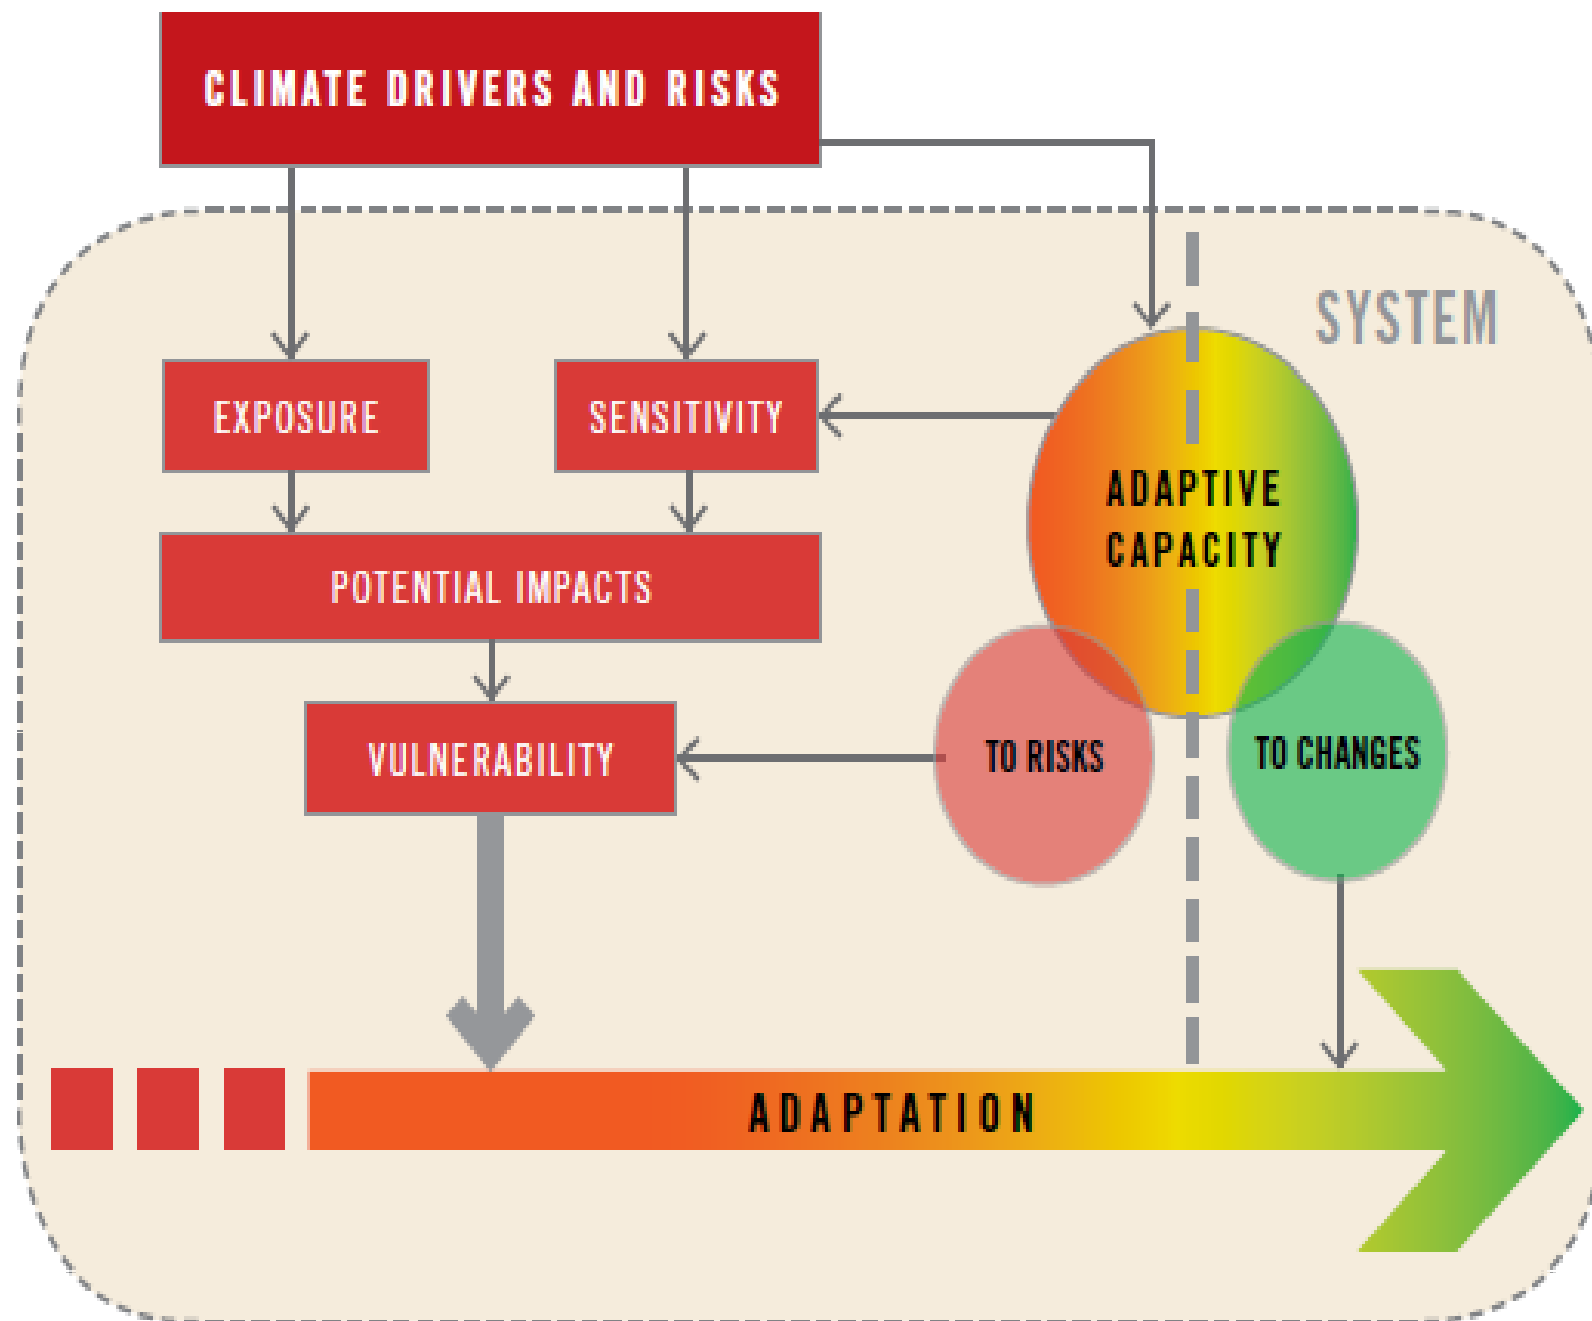 CLIMATE DRIVERS AND RISKS
SYSTEM
EXPOSURE
SENSITIVITY
ADAPTIVE
CAPACITY
POTENTIAL IMPACTS
VULNERABILITY
TO RISKS
TO CHANGES
ADAPTATION